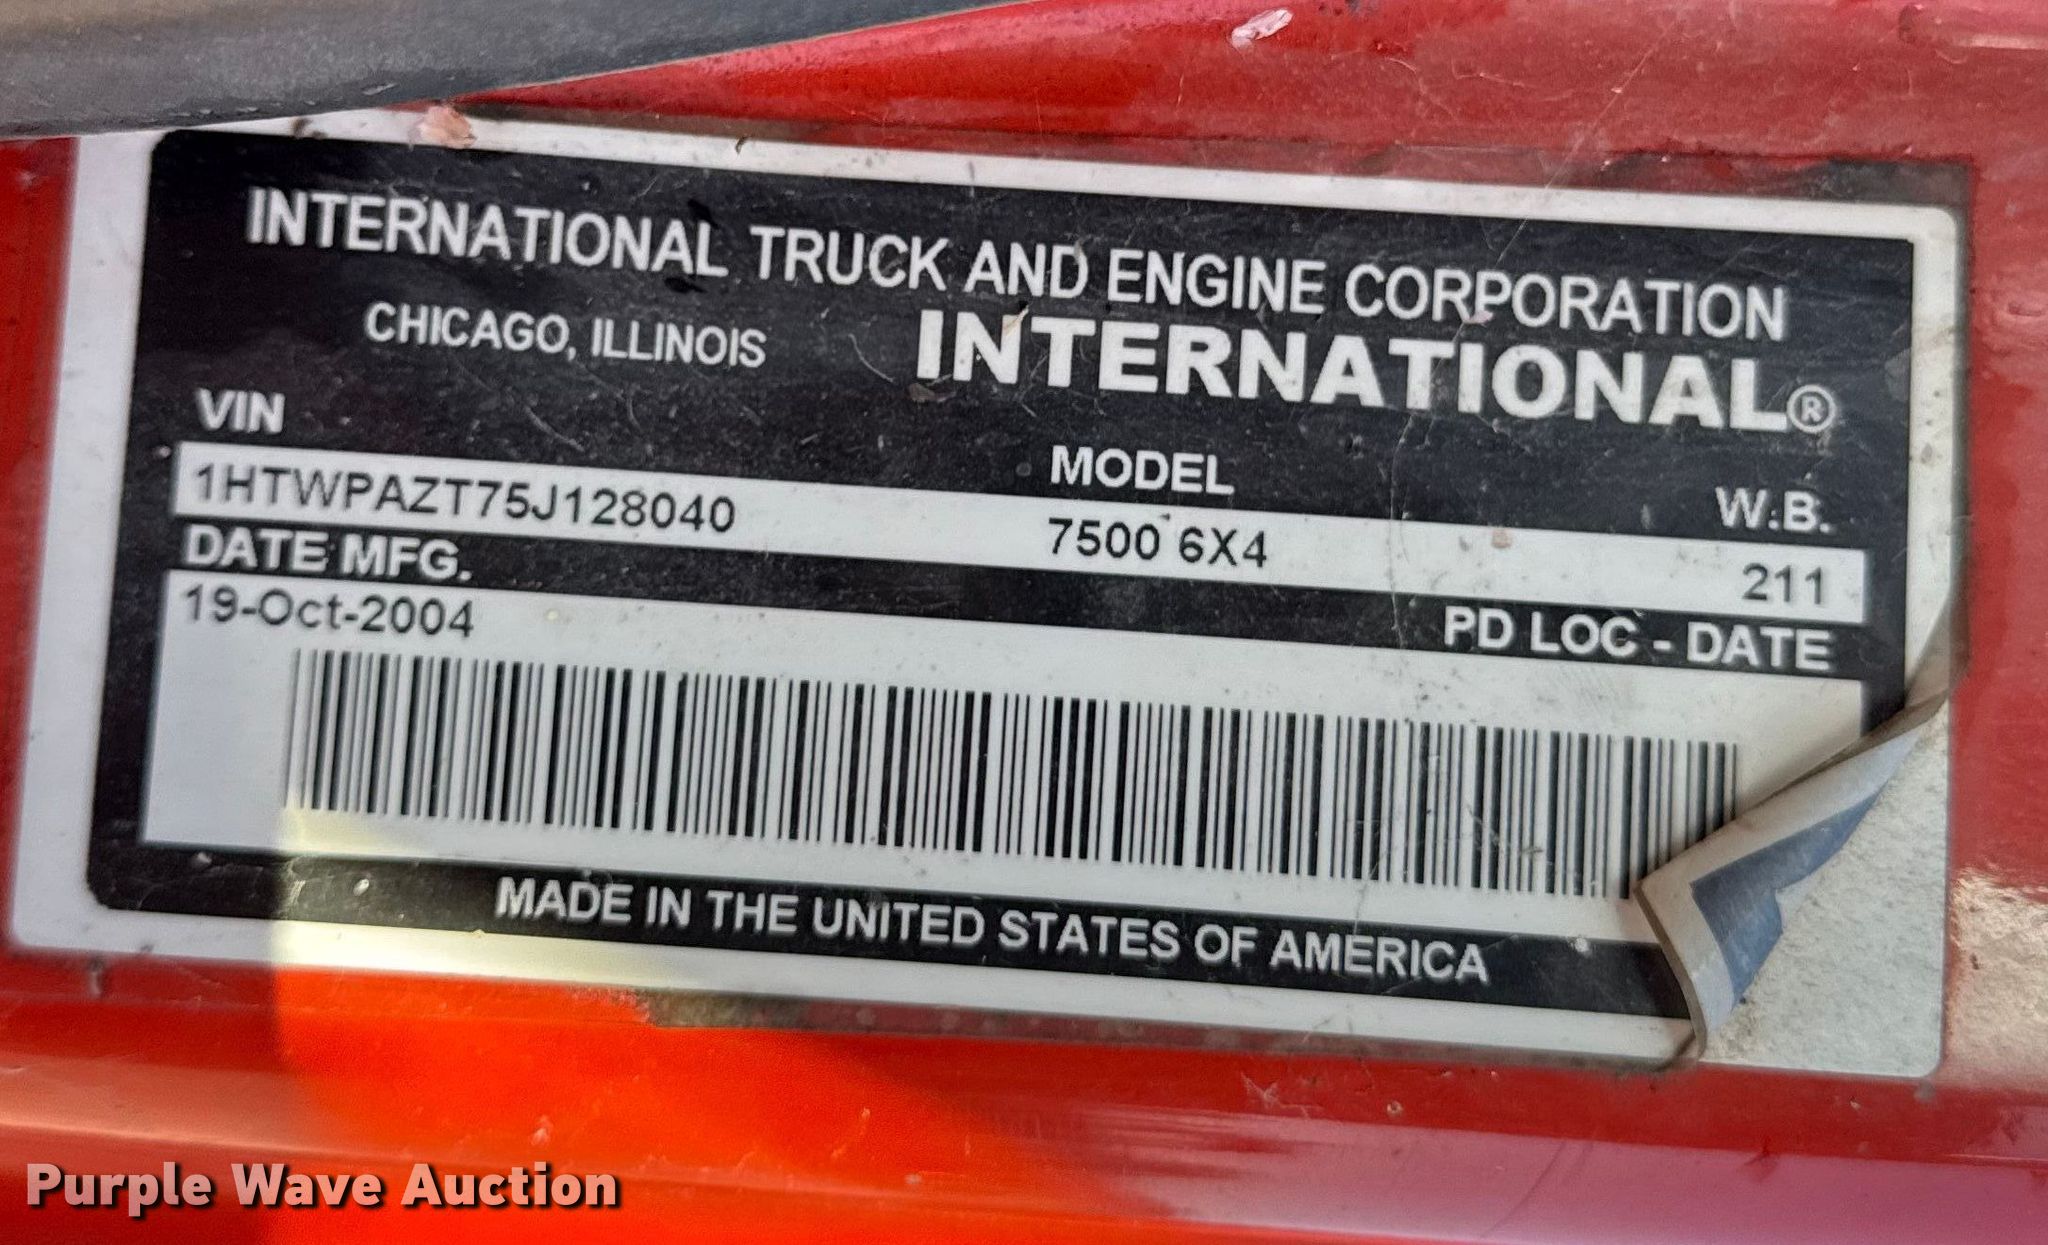 INTERNATIONAL TRUCK AND ENGINE CORPORATION
CHICAGO, ILLINOIS
INTERNATIONAL®
VIN
MODEL
W.B.
1HTWPAZT75J128040
7500 6X4
211
DATE MFG.
PD LOC - DATE
19-Oct-2004
MADE IN THE UNITED STATES OF AMERICA
Purple Wave Auction